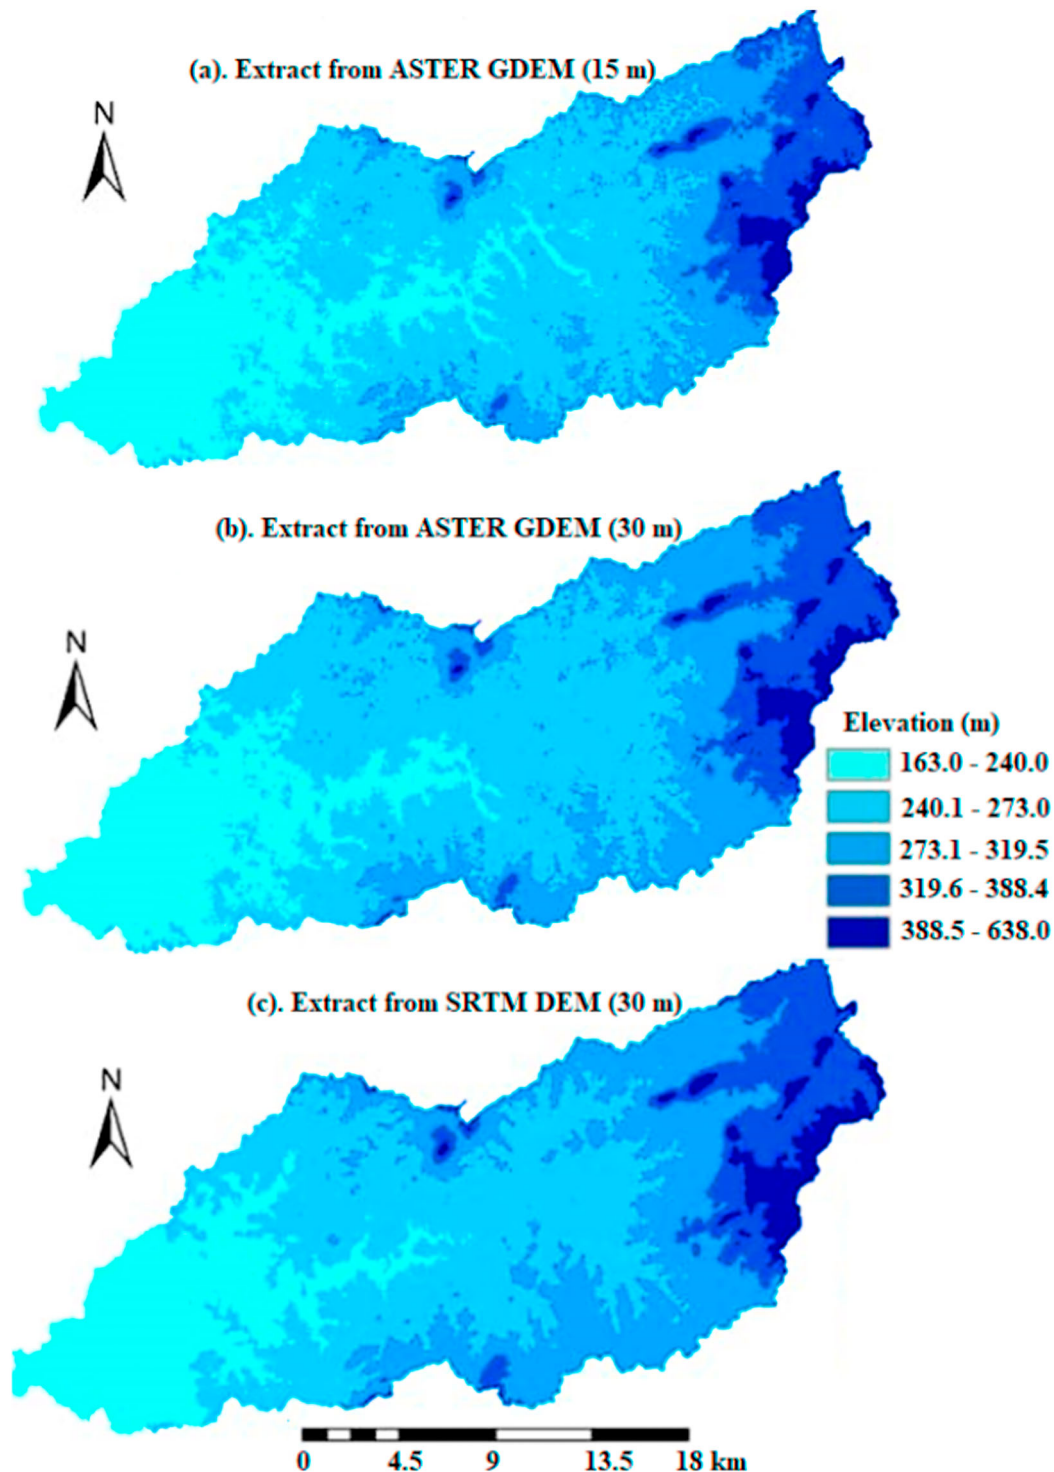 (a). Extract from ASTER GDEM (15 m)
N
(b). Extract from ASTER GDEM (30 m)
N
Elevation (m)
163.0 - 240.0
240.1 - 273.0
273.1 - 319.5
319.6 - 388.4
388.5 - 638.0
(c). Extract from SRTM DEM (30 m)
N
0 4.5 9 13.5 18 km